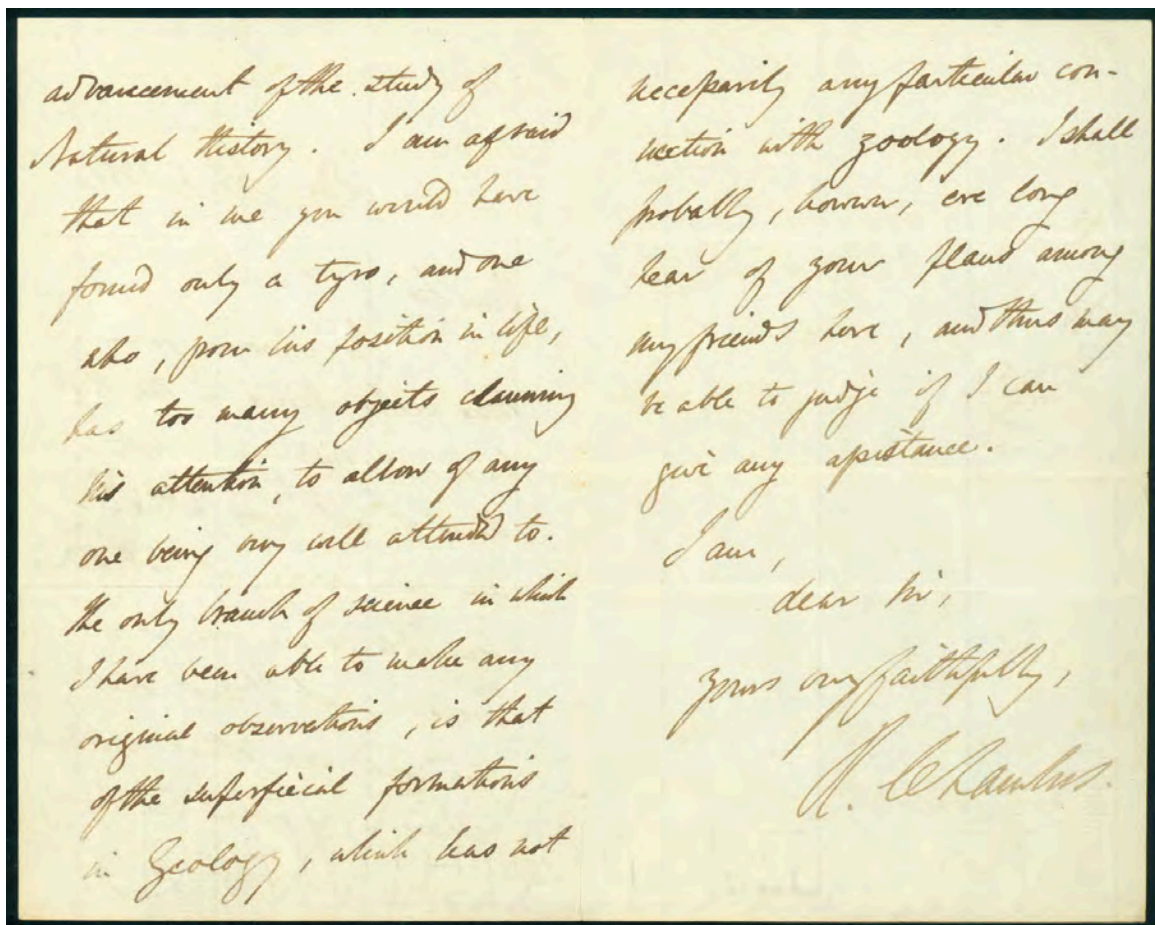 advancement of the study of
Natural History. I am afraid
that in me you would have
found only a tyro, and one
who, from his position in life,
has too many objects claiming
his attention, to allow of any
one being very well attended to.
The only branch of science in which
I have been able to make any
original observations, is that
of the superficial formations
in Geology, which has not
necessarily any particular con-
nection with zoology. I shall
probably, however, ere long
hear of your plans among
my friends here, and thus may
be able to judge if I can
give any assistance.
I am,
dear Sir,
yours very faithfully,
R. Chambers.